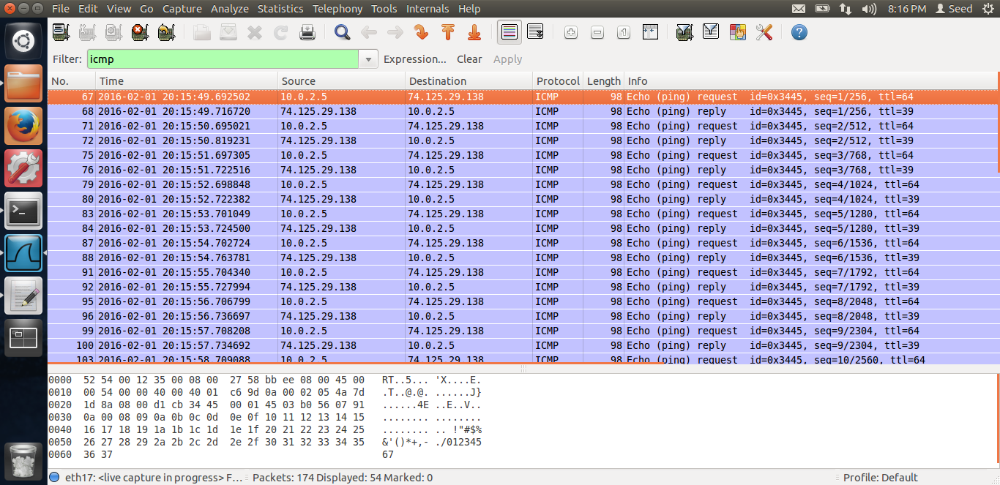 File Edit View Go Capture Analyze Statistics Telephony Tools Internals Help 8:16 PM Seed
Filter: icmp Expression... Clear Apply
No. Time Source Destination Protocol Length Info
67 2016-02-01 20:15:49.692502 10.0.2.5 74.125.29.138 ICMP 98 Echo (ping) request id=0x3445, seq=1/256, ttl=64
68 2016-02-01 20:15:49.716720 74.125.29.138 10.0.2.5 ICMP 98 Echo (ping) reply id=0x3445, seq=1/256, ttl=39
71 2016-02-01 20:15:50.695021 10.0.2.5 74.125.29.138 ICMP 98 Echo (ping) request id=0x3445, seq=2/512, ttl=64
72 2016-02-01 20:15:50.819231 74.125.29.138 10.0.2.5 ICMP 98 Echo (ping) reply id=0x3445, seq=2/512, ttl=39
75 2016-02-01 20:15:51.697305 10.0.2.5 74.125.29.138 ICMP 98 Echo (ping) request id=0x3445, seq=3/768, ttl=64
76 2016-02-01 20:15:51.722516 74.125.29.138 10.0.2.5 ICMP 98 Echo (ping) reply id=0x3445, seq=3/768, ttl=39
79 2016-02-01 20:15:52.698848 10.0.2.5 74.125.29.138 ICMP 98 Echo (ping) request id=0x3445, seq=4/1024, ttl=64
80 2016-02-01 20:15:52.722382 74.125.29.138 10.0.2.5 ICMP 98 Echo (ping) reply id=0x3445, seq=4/1024, ttl=39
83 2016-02-01 20:15:53.701049 10.0.2.5 74.125.29.138 ICMP 98 Echo (ping) request id=0x3445, seq=5/1280, ttl=64
84 2016-02-01 20:15:53.724500 74.125.29.138 10.0.2.5 ICMP 98 Echo (ping) reply id=0x3445, seq=5/1280, ttl=39
87 2016-02-01 20:15:54.702724 10.0.2.5 74.125.29.138 ICMP 98 Echo (ping) request id=0x3445, seq=6/1536, ttl=64
88 2016-02-01 20:15:54.763781 74.125.29.138 10.0.2.5 ICMP 98 Echo (ping) reply id=0x3445, seq=6/1536, ttl=39
91 2016-02-01 20:15:55.704340 10.0.2.5 74.125.29.138 ICMP 98 Echo (ping) request id=0x3445, seq=7/1792, ttl=64
92 2016-02-01 20:15:55.727994 74.125.29.138 10.0.2.5 ICMP 98 Echo (ping) reply id=0x3445, seq=7/1792, ttl=39
95 2016-02-01 20:15:56.706799 10.0.2.5 74.125.29.138 ICMP 98 Echo (ping) request id=0x3445, seq=8/2048, ttl=64
96 2016-02-01 20:15:56.736697 74.125.29.138 10.0.2.5 ICMP 98 Echo (ping) reply id=0x3445, seq=8/2048, ttl=39
99 2016-02-01 20:15:57.708208 10.0.2.5 74.125.29.138 ICMP 98 Echo (ping) request id=0x3445, seq=9/2304, ttl=64
100 2016-02-01 20:15:57.734692 74.125.29.138 10.0.2.5 ICMP 98 Echo (ping) reply id=0x3445, seq=9/2304, ttl=39
103 2016-02-01 20:15:58.709088 10.0.2.5 74.125.29.138 ICMP 98 Echo (ping) request id=0x3445, seq=10/2560, ttl=64
0000 52 54 00 12 35 00 08 00 27 58 bb ee 08 00 45 00 RT..5... 'X....E.
0010 00 54 00 00 40 00 40 01 c6 9d 0a 00 02 05 4a 7d .T..@.@. ......J}
0020 1d 8a 08 00 d1 cb 34 45 00 01 45 03 b0 56 07 91 ......4E ..E..V..
0030 0a 00 08 09 0a 0b 0c 0d 0e 0f 10 11 12 13 14 15 ........ ........
0040 16 17 18 19 1a 1b 1c 1d 1e 1f 20 21 22 23 24 25 ........ .. !"#$%
0050 26 27 28 29 2a 2b 2c 2d 2e 2f 30 31 32 33 34 35 &'()*+,- ./012345
0060 36 37 67
eth17: <live capture in progress> F... Packets: 174 Displayed: 54 Marked: 0 Profile: Default